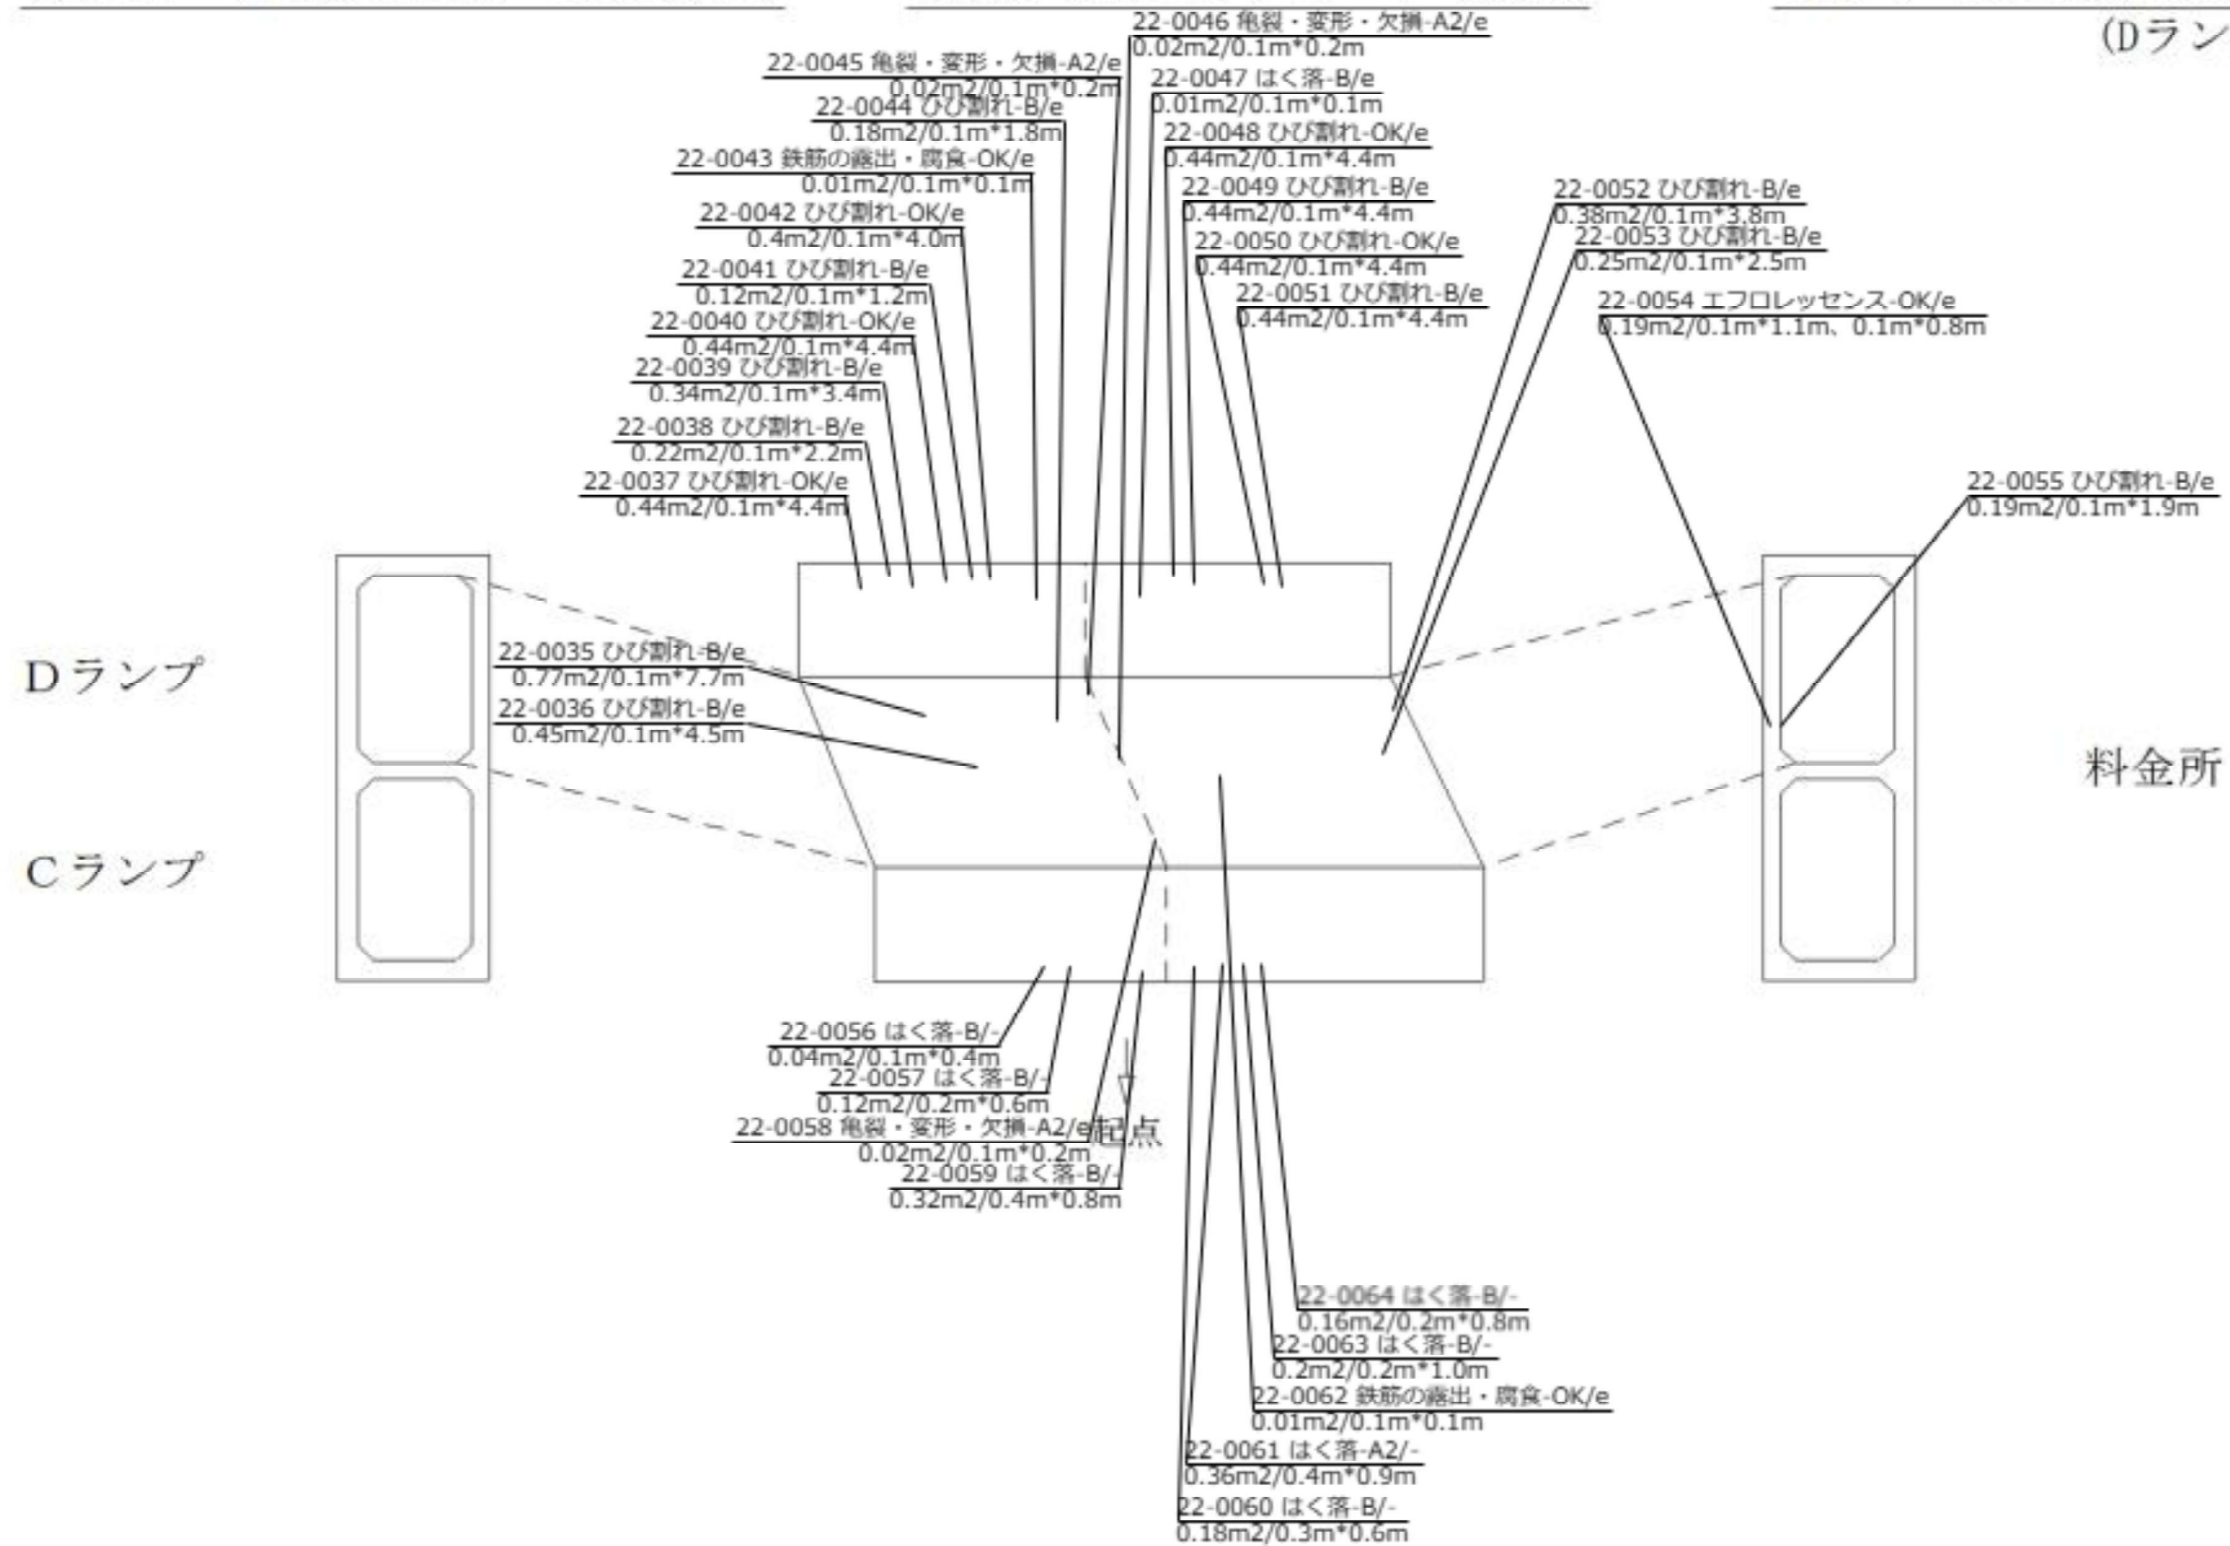 (Dラン
22-0046 亀裂・変形・欠損-A2/e
0.02m2/0.1m*0.2m
22-0045 亀裂・変形・欠損-A2/e
0.02m2/0.1m*0.2m
22-0047 はく落-B/e
0.01m2/0.1m*0.1m
22-0044 ひび割れ-B/e
0.18m2/0.1m*1.8m
22-0048 ひび割れ-OK/e
0.44m2/0.1m*4.4m
22-0043 鉄筋の露出・腐食-OK/e
0.01m2/0.1m*0.1m
22-0049 ひび割れ-B/e
0.44m2/0.1m*4.4m
22-0052 ひび割れ-B/e
0.38m2/0.1m*3.8m
22-0042 ひび割れ-OK/e
0.4m2/0.1m*4.0m
22-0050 ひび割れ-OK/e
0.44m2/0.1m*4.4m
22-0053 ひび割れ-B/e
0.25m2/0.1m*2.5m
22-0041 ひび割れ-B/e
0.12m2/0.1m*1.2m
22-0051 ひび割れ-B/e
0.44m2/0.1m*4.4m
22-0054 エフロレッセンス-OK/e
0.19m2/0.1m*1.1m、0.1m*0.8m
22-0040 ひび割れ-OK/e
0.44m2/0.1m*4.4m
22-0039 ひび割れ-B/e
0.34m2/0.1m*3.4m
22-0038 ひび割れ-B/e
0.22m2/0.1m*2.2m
22-0037 ひび割れ-OK/e
0.44m2/0.1m*4.4m
22-0055 ひび割れ-B/e
0.19m2/0.1m*1.9m
Dランプ
22-0035 ひび割れ-B/e
0.77m2/0.1m*7.7m
22-0036 ひび割れ-B/e
0.45m2/0.1m*4.5m
料金所
Cランプ
22-0056 はく落-B/-
0.04m2/0.1m*0.4m
22-0057 はく落-B/-
0.12m2/0.2m*0.6m
22-0058 亀裂・変形・欠損-A2/e
0.02m2/0.1m*0.2m
起点
22-0059 はく落-B/-
0.32m2/0.4m*0.8m
22-0064 はく落-B/-
0.16m2/0.2m*0.8m
22-0063 はく落-B/-
0.2m2/0.2m*1.0m
22-0062 鉄筋の露出・腐食-OK/e
0.01m2/0.1m*0.1m
22-0061 はく落-A2/-
0.36m2/0.4m*0.9m
22-0060 はく落-B/-
0.18m2/0.3m*0.6m